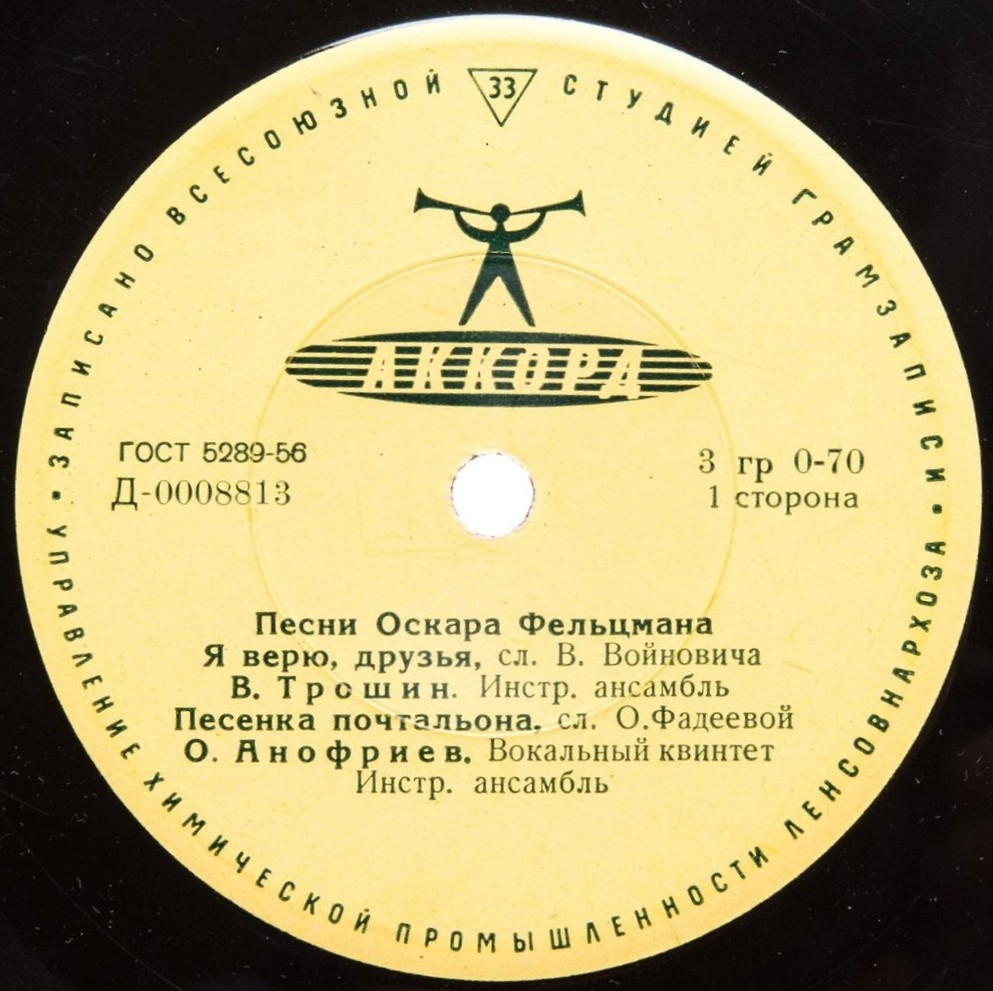 ЗАПИСАНО ВСЕСОЮЗНОЙ 33 СТУДИЕЙ ГРАМЗАПИСИ •
АККОРД
ГОСТ 5289-56
Д-0008813
3 гр 0-70
1 сторона
Песни Оскара Фельцмана
Я верю, друзья, сл. В. Войновича
В. Трошин. Инстр. ансамбль
Песенка почтальона, сл. О.Фадеевой
О. Анофриев. Вокальный квинтет
Инстр. ансамбль
УПРАВЛЕНИЕ ХИМИЧЕСКОЙ ПРОМЫШЛЕННОСТИ ЛЕНСОВНАРХОЗА •